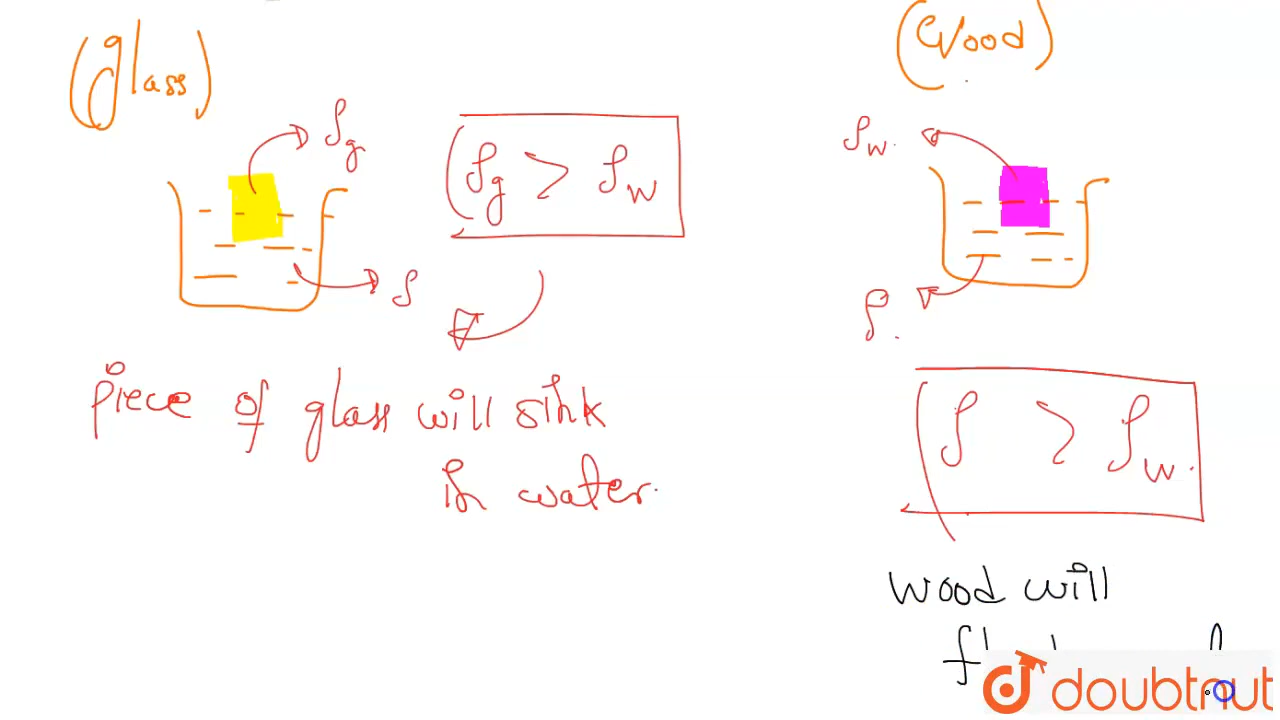 (glass)
ρg
ρg > ρw
ρ
piece of glass will sink
in water.
(Wood)
ρw.
ρ.
ρ > ρw.
wood will
doubtnut